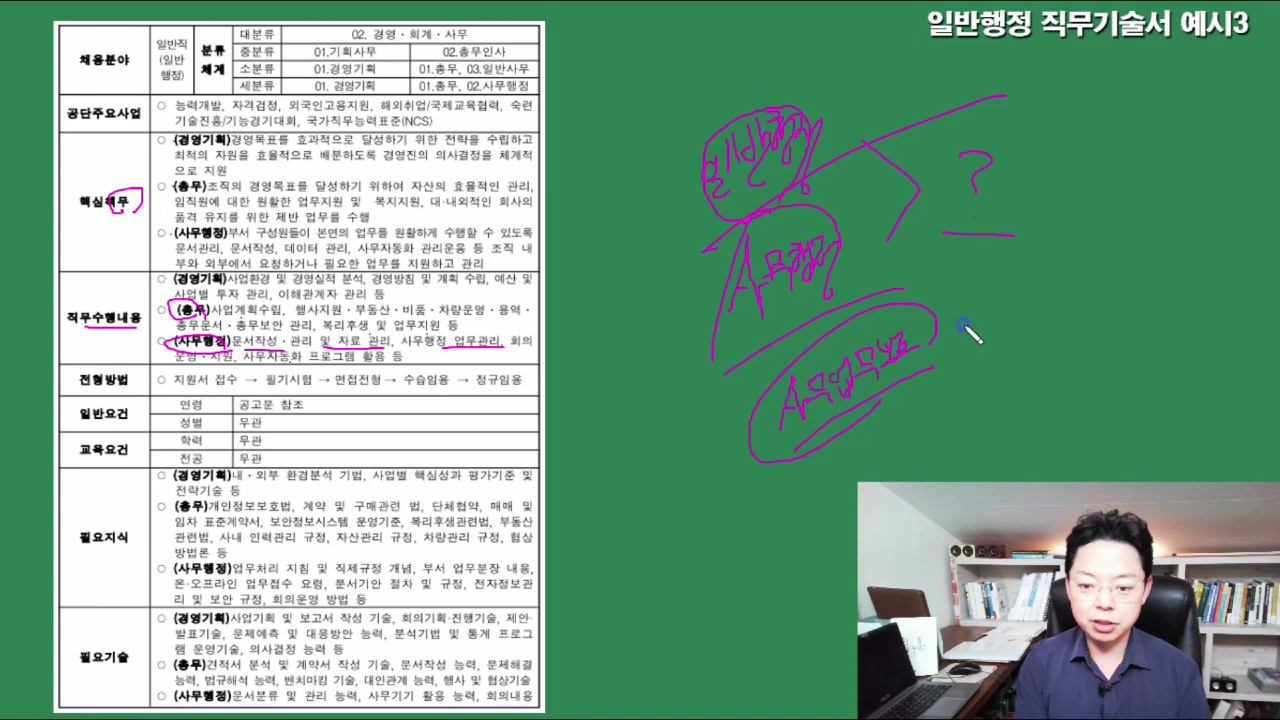 일반행정 직무기술서 예시3
채용분야
일반직
(일반
행정)
분류
체계
대분류
02. 경영・회계・사무
중분류
01.기획사무
02.총무인사
소분류
01.경영기획
01.총무, 03.일반사무
세분류
01. 경영기획
01.총무, 02.사무행정
공단주요사업
○ 능력개발, 자격검정, 외국인고용지원, 해외취업/국제교육협력, 숙련
기술진흥/기능경기대회, 국가직무능력표준(NCS)
핵심책무
○ (경영기획)경영목표를 효과적으로 달성하기 위한 전략을 수립하고
최적의 자원을 효율적으로 배분하도록 경영진의 의사결정을 체계적
으로 지원
○ (총무)조직의 경영목표를 달성하기 위하여 자산의 효율적인 관리,
임직원에 대한 원활한 업무지원 및 복지지원, 대·내외적인 회사의
품격 유지를 위한 제반 업무를 수행
○ (사무행정)부서 구성원들이 본연의 업무를 원활하게 수행할 수 있도록
문서관리, 문서작성, 데이터 관리, 사무자동화 관리운용 등 조직 내
부와 외부에서 요청하거나 필요한 업무를 지원하고 관리
직무수행내용
○ (경영기획)사업환경 및 경영실적 분석, 경영방침 및 계획 수립, 예산 및
사업별 투자 관리, 이해관계자 관리 등
○ (총무)사업계획수립, 행사지원・부동산・비품・차량운영・용역・
총무문서・총무보안 관리, 복리후생 및 업무지원 등
○ (사무행정)문서작성・관리 및 자료 관리, 사무행정 업무관리, 회의
운영・지원, 사무자동화 프로그램 활용 등
전형방법
○ 지원서 접수 → 필기시험 → 면접전형 → 수습임용 → 정규임용
일반요건
연령
공고문 참조
성별
무관
교육요건
학력
무관
전공
무관
필요지식
○ (경영기획)내・외부 환경분석 기법, 사업별 핵심성과 평가기준 및
전략기술 등
○ (총무)개인정보보호법, 계약 및 구매관련 법, 단체협약, 매매 및
임차 표준계약서, 보안정보시스템 운영기준, 복리후생관련법, 부동산
관련법, 사내 인력관리 규정, 자산관리 규정, 차량관리 규정, 협상
방법론 등
○ (사무행정)업무처리 지침 및 직제규정 개념, 부서 업무분장 내용,
온·오프라인 업무접수 요령, 문서기안 절차 및 규정, 전자정보관
리 및 보안 규정, 회의운영 방법 등
필요기술
○ (경영기획)사업기획 및 보고서 작성 기술, 회의기획·진행기술, 제안·
발표기술, 문제예측 및 대응방안 능력, 분석기법 및 통계 프로그
램 운영기술, 의사결정 능력 등
○ (총무)견적서 분석 및 계약서 작성 기술, 문서작성 능력, 문제해결
능력, 법규해석 능력, 벤치마킹 기술, 대인관계 능력, 행사 및 협상기술
○ (사무행정)문서분류 및 관리 능력, 사무기기 활용 능력, 회의내용
일반행정
?
사무행정
사무업무보조